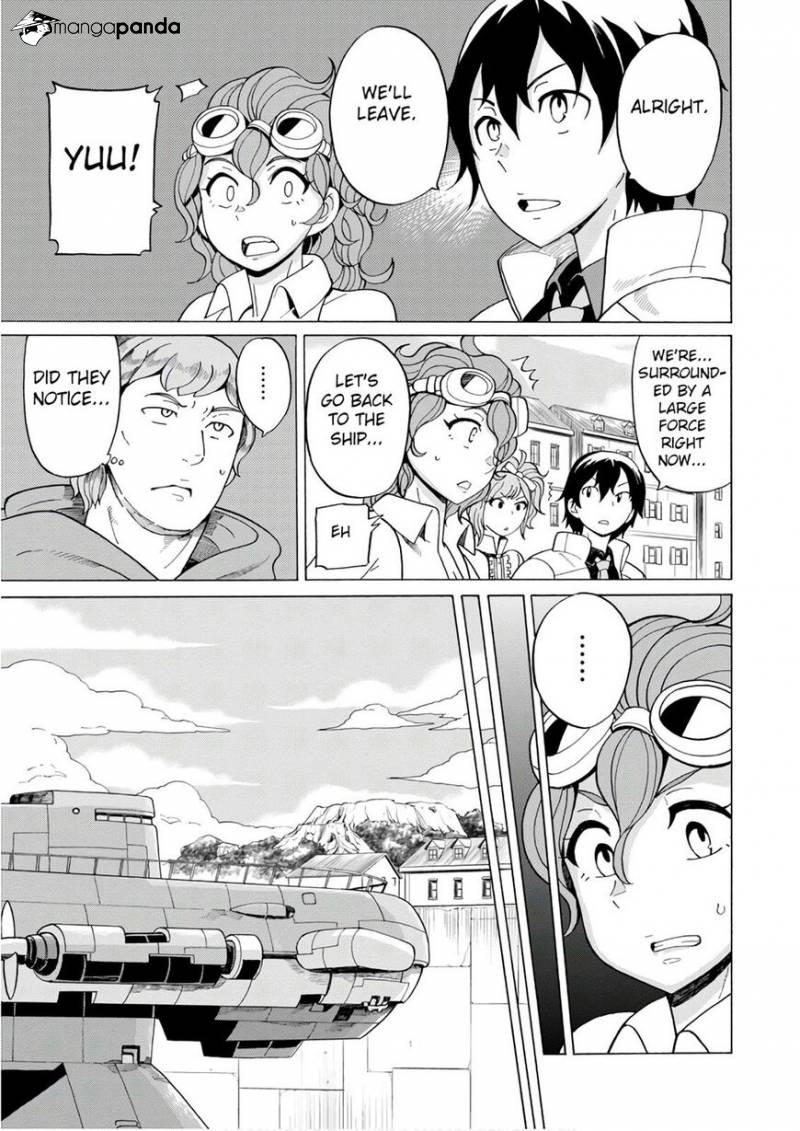 mangapanda
ALRIGHT.
WE'LL
LEAVE.
YUU!
WE'RE...
SURROUND-
ED BY A
LARGE
FORCE
RIGHT
NOW...
LET'S
GO BACK
TO THE
SHIP...
EH
......
DID THEY
NOTICE...
......